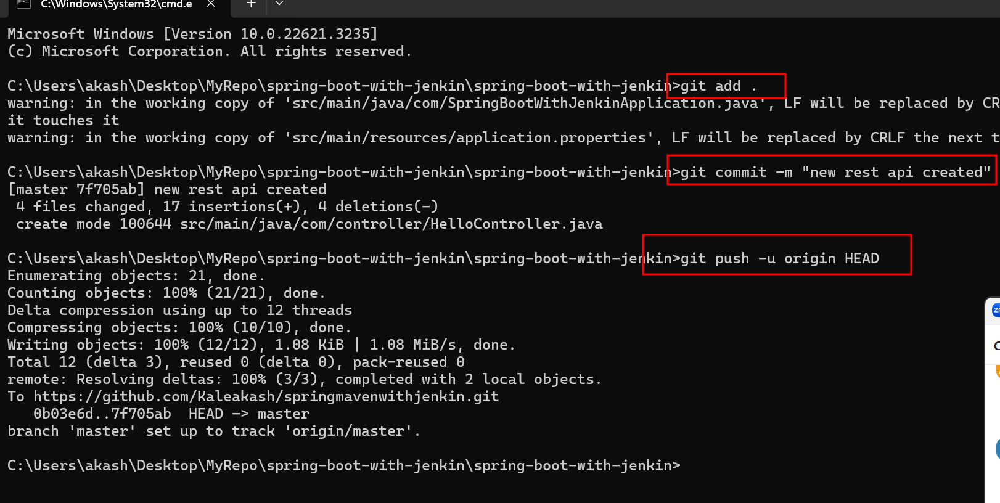 C:\Windows\System32\cmd.e
Microsoft Windows [Version 10.0.22621.3235]
(c) Microsoft Corporation. All rights reserved.
C:\Users\akash\Desktop\MyRepo\spring-boot-with-jenkin\spring-boot-with-jenkin>git add .
warning: in the working copy of 'src/main/java/com/SpringBootWithJenkinApplication.java', LF will be replaced by CR
it touches it
warning: in the working copy of 'src/main/resources/application.properties', LF will be replaced by CRLF the next t
C:\Users\akash\Desktop\MyRepo\spring-boot-with-jenkin\spring-boot-with-jenkin>git commit -m "new rest api created"
[master 7f705ab] new rest api created
 4 files changed, 17 insertions(+), 4 deletions(-)
 create mode 100644 src/main/java/com/controller/HelloController.java
C:\Users\akash\Desktop\MyRepo\spring-boot-with-jenkin\spring-boot-with-jenkin>git push -u origin HEAD
Enumerating objects: 21, done.
Counting objects: 100% (21/21), done.
Delta compression using up to 12 threads
Compressing objects: 100% (10/10), done.
Writing objects: 100% (12/12), 1.08 KiB | 1.08 MiB/s, done.
Total 12 (delta 3), reused 0 (delta 0), pack-reused 0
remote: Resolving deltas: 100% (3/3), completed with 2 local objects.
To https://github.com/Kaleakash/springmavenwithjenkin.git
   0b03e6d..7f705ab  HEAD -> master
branch 'master' set up to track 'origin/master'.
C:\Users\akash\Desktop\MyRepo\spring-boot-with-jenkin\spring-boot-with-jenkin>